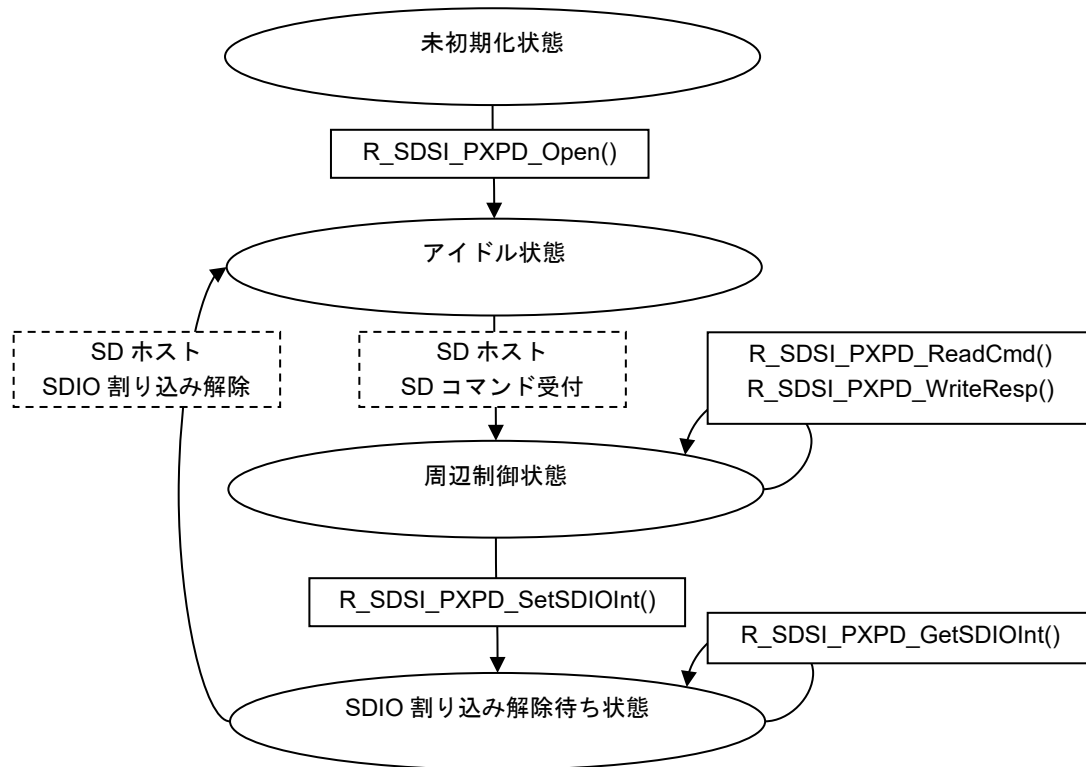 未初期化状態
R_SDSI_PXPD_Open()
アイドル状態
SD ホスト
SDIO 割り込み解除
SD ホスト
SD コマンド受付
R_SDSI_PXPD_ReadCmd()
R_SDSI_PXPD_WriteResp()
周辺制御状態
R_SDSI_PXPD_SetSDIOInt()
R_SDSI_PXPD_GetSDIOInt()
SDIO 割り込み解除待ち状態